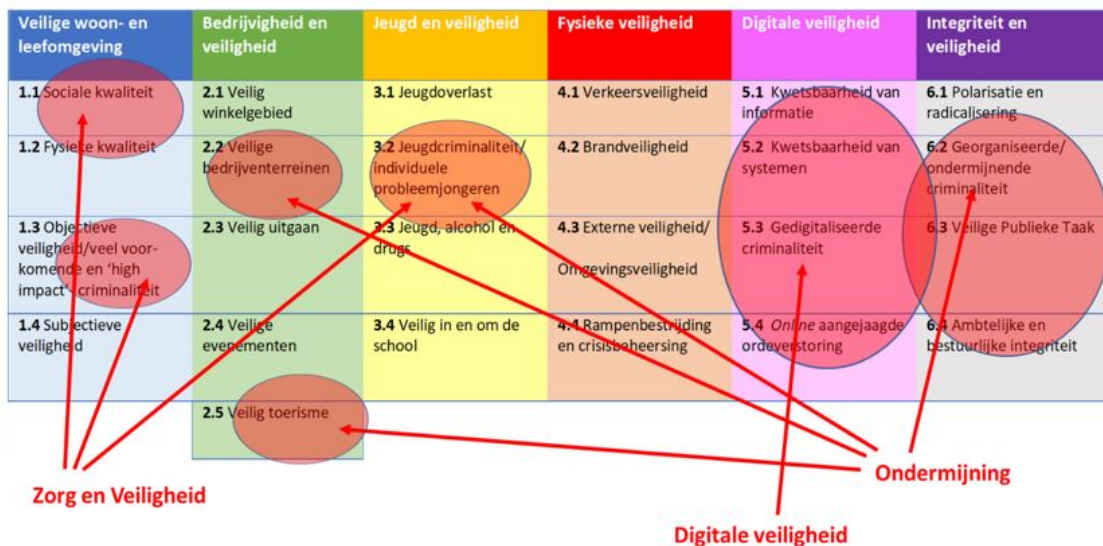 Veilige woon- en
leefomgeving
Bedrijvigheid en
veiligheid
Jeugd en veiligheid
Fysieke veiligheid
Digitale veiligheid
Integriteit en
veiligheid
1.1 Sociale kwaliteit
2.1 Veilig
winkelgebied
3.1 Jeugdoverlast
4.1 Verkeersveiligheid
5.1 Kwetsbaarheid van
informatie
6.1 Polarisatie en
radicalisering
1.2 Fysieke kwaliteit
2.2 Veilige
bedrijventerreinen
3.2 Jeugdcriminaliteit/
individuele
probleemjongeren
4.2 Brandveiligheid
5.2 Kwetsbaarheid van
systemen
6.2 Georganiseerde/
ondermijnende
criminaliteit
1.3 Objectieve
veiligheid/veel voor-
komende en ‘high
impact’- criminaliteit
2.3 Veilig uitgaan
3.3 Jeugd, alcohol en
drugs
4.3 Externe veiligheid/
Omgevingsveiligheid
5.3 Gedigitaliseerde
criminaliteit
6.3 Veilige Publieke Taak
1.4 Subjectieve
veiligheid
2.4 Veilige
evenementen
3.4 Veilig in en om de
school
4.4 Rampenbestrijding
en crisisbeheersing
5.4 Online aangejaagde
ordeverstoring
6.4 Ambtelijke en
bestuurlijke integriteit
2.5 Veilig toerisme
Zorg en Veiligheid
Ondermijning
Digitale veiligheid